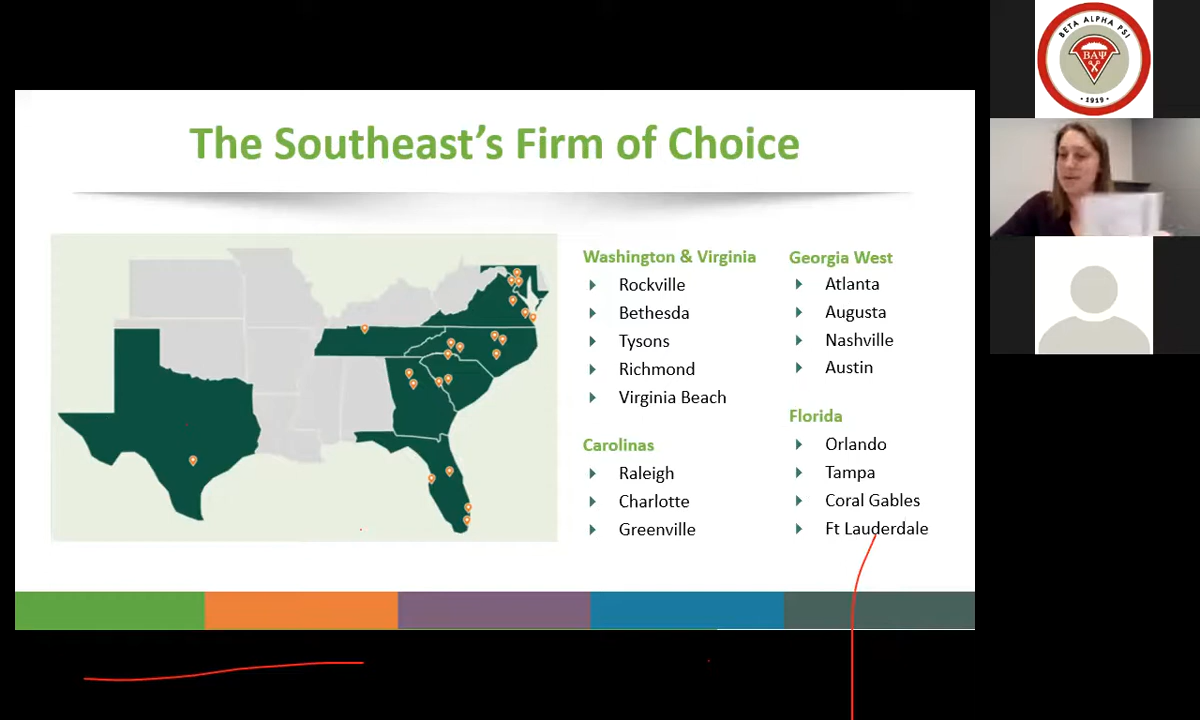 The Southeast's Firm of Choice
Washington & Virginia
Rockville
Bethesda
Tysons
Richmond
Virginia Beach
Carolinas
Raleigh
Charlotte
Greenville
Georgia West
Atlanta
Augusta
Nashville
Austin
Florida
Orlando
Tampa
Coral Gables
Ft Lauderdale
BETA ALPHA PSI
ΒΑΨ
• 1919 •